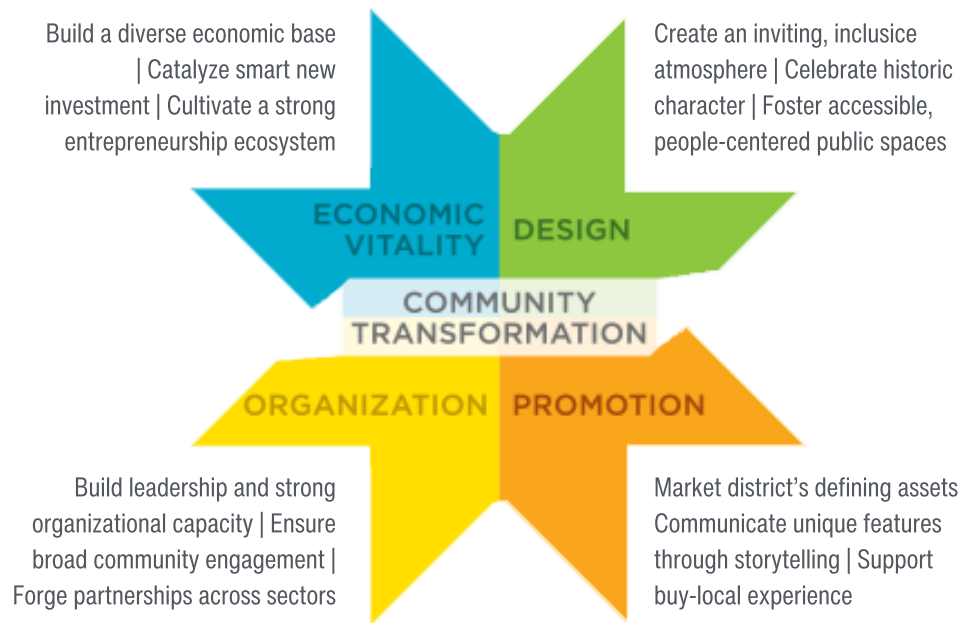 Build a diverse economic base
| Catalyze smart new
investment | Cultivate a strong
entrepreneurship ecosystem
Create an inviting, inclusice
atmosphere | Celebrate historic
character | Foster accessible,
people-centered public spaces
ECONOMIC
VITALITY
DESIGN
COMMUNITY
TRANSFORMATION
ORGANIZATION
PROMOTION
Build leadership and strong
organizational capacity | Ensure
broad community engagement |
Forge partnerships across sectors
Market district’s defining assets
Communicate unique features
through storytelling | Support
buy-local experience